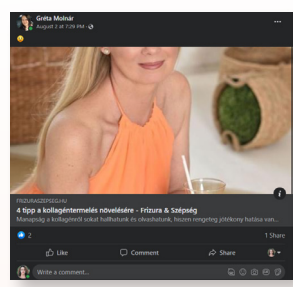 Gréta Molnár
August 2 at 7:29 PM ·
FRIZURAGSZEPSEG.HU
4 tipp a kollagéntermelés növelésére - Frizura & Szépség
Manapság a kollagénről sokat hallhatunk és olvashatunk, hiszen rengeteg jótékony hatása van...
2
1 Share
Like
Comment
Share
Write a comment...